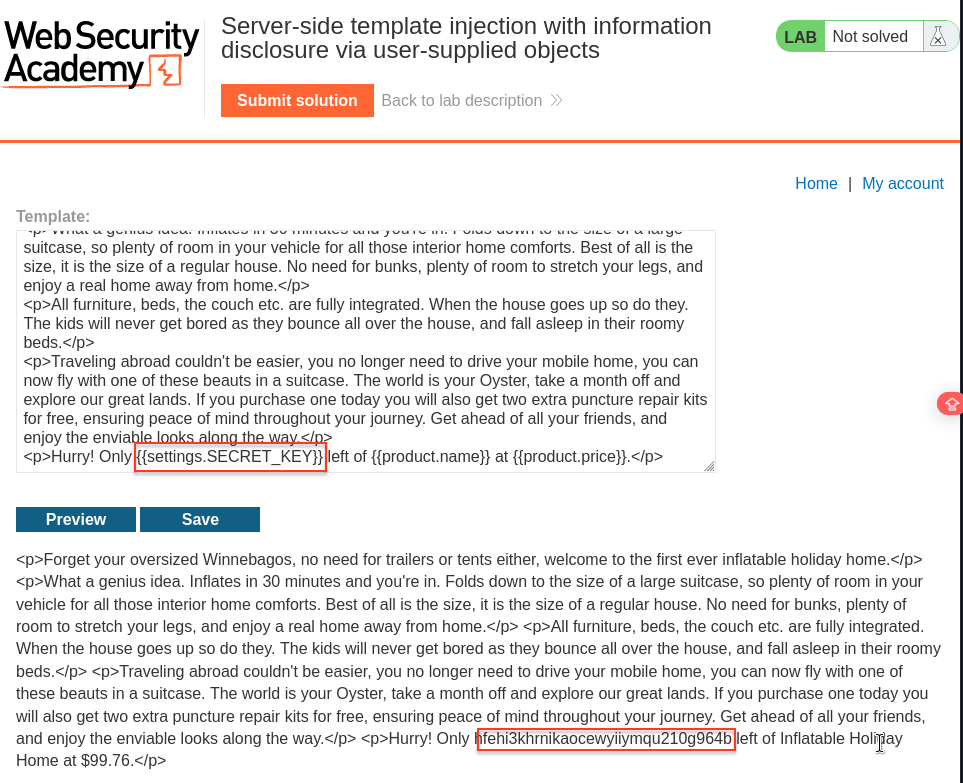 Web Security
Academy
Server-side template injection with information
disclosure via user-supplied objects
LAB Not solved
Submit solution Back to lab description
Home | My account
Template:
<p>What a genius idea. Inflates in 30 minutes and you're in. Folds down to the size of a large
suitcase, so plenty of room in your vehicle for all those interior home comforts. Best of all is the
size, it is the size of a regular house. No need for bunks, plenty of room to stretch your legs, and
enjoy a real home away from home.</p>
<p>All furniture, beds, the couch etc. are fully integrated. When the house goes up so do they.
The kids will never get bored as they bounce all over the house, and fall asleep in their roomy
beds.</p>
<p>Traveling abroad couldn't be easier, you no longer need to drive your mobile home, you can
now fly with one of these beauts in a suitcase. The world is your Oyster, take a month off and
explore our great lands. If you purchase one today you will also get two extra puncture repair kits
for free, ensuring peace of mind throughout your journey. Get ahead of all your friends, and
enjoy the enviable looks along the way.</p>
<p>Hurry! Only {{settings.SECRET_KEY}} left of {{product.name}} at {{product.price}}.</p>
Preview Save
<p>Forget your oversized Winnebagos, no need for trailers or tents either, welcome to the first ever inflatable holiday home.</p>
<p>What a genius idea. Inflates in 30 minutes and you're in. Folds down to the size of a large suitcase, so plenty of room in your
vehicle for all those interior home comforts. Best of all is the size, it is the size of a regular house. No need for bunks, plenty of
room to stretch your legs, and enjoy a real home away from home.</p> <p>All furniture, beds, the couch etc. are fully integrated.
When the house goes up so do they. The kids will never get bored as they bounce all over the house, and fall asleep in their roomy
beds.</p> <p>Traveling abroad couldn't be easier, you no longer need to drive your mobile home, you can now fly with one of
these beauts in a suitcase. The world is your Oyster, take a month off and explore our great lands. If you purchase one today you
will also get two extra puncture repair kits for free, ensuring peace of mind throughout your journey. Get ahead of all your friends,
and enjoy the enviable looks along the way.</p> <p>Hurry! Only hfehi3khrnikaocewyiiymqu210g964b left of Inflatable Holiday
Home at $99.76.</p>